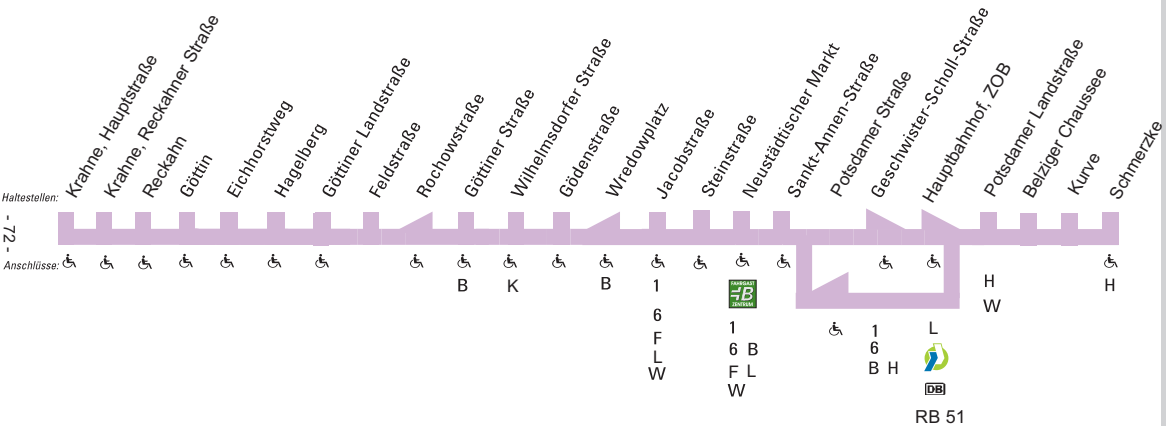 Krahne, Hauptstraße
Krahne, Reckahner Straße
Reckahn
Göttin
Eichhorstweg
Hagelberg
Göttiner Landstraße
Feldstraße
Rochowstraße
Göttiner Straße
Wilhelmsdorfer Straße
Gödenstraße
Wredowplatz
Jacobstraße
Steinstraße
Neustädtischer Markt
Sankt-Annen-Straße
Potsdamer Straße
Geschwister-Scholl-Straße
Hauptbahnhof, ZOB
Potsdamer Landstraße
Belziger Chaussee
Kurve
Schmerzke
Haltestellen:
- 72 -
Anschlüsse:
B
K
B
1
6
F
L
W
FAHRGAST
B
ZENTRUM
1
6 B
F L
W
1
6
B H
L
DB
RB 51
H
W
H